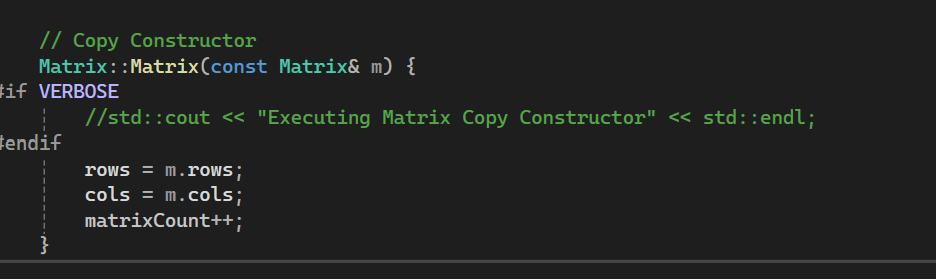 // Copy Constructor
Matrix::Matrix(const Matrix& m) {
#if VERBOSE
//std::cout << "Executing Matrix Copy Constructor" << std::endl;
#endif
rows = m.rows;
cols = m.cols;
matrixCount++;
}